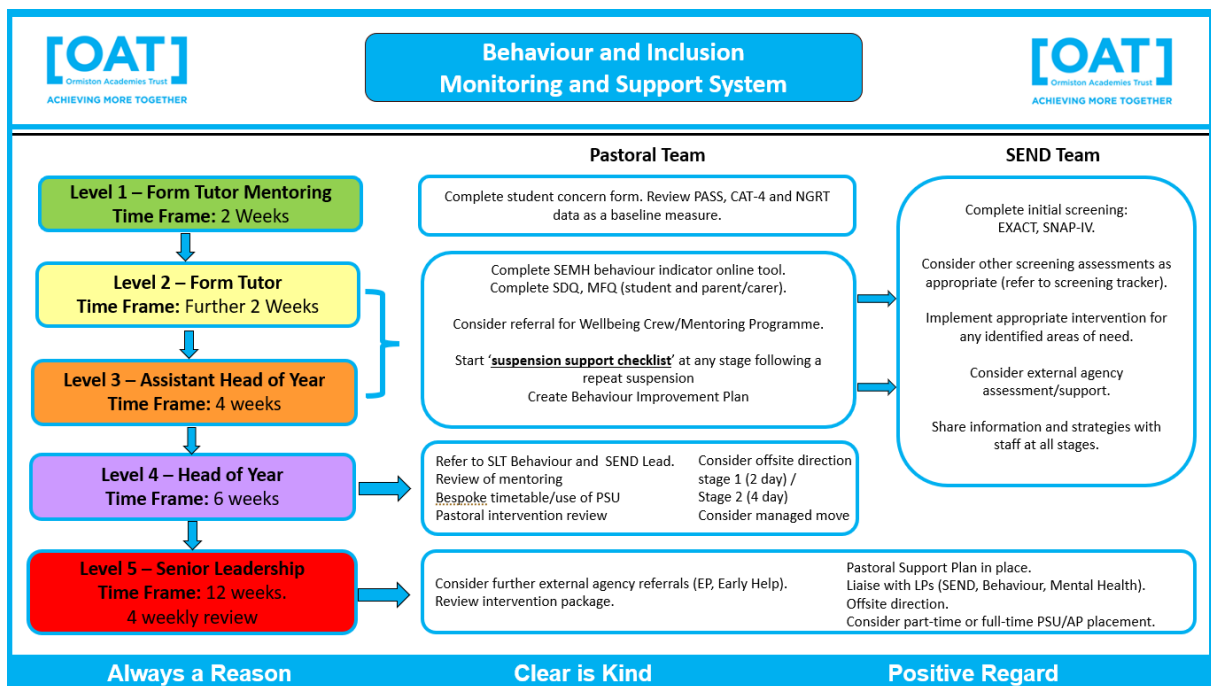 [OAT]
Ormiston Academies Trust
ACHIEVING MORE TOGETHER
Behaviour and Inclusion
Monitoring and Support System
[OAT]
Ormiston Academies Trust
ACHIEVING MORE TOGETHER
Pastoral Team
SEND Team
Level 1 – Form Tutor Mentoring
Time Frame: 2 Weeks
Complete student concern form. Review PASS, CAT-4 and NGRT
data as a baseline measure.
Level 2 – Form Tutor
Time Frame: Further 2 Weeks
Level 3 – Assistant Head of Year
Time Frame: 4 weeks
Complete SEMH behaviour indicator online tool.
Complete SDQ, MFQ (student and parent/carer).
Consider referral for Wellbeing Crew/Mentoring Programme.
Start ‘suspension support checklist’ at any stage following a
repeat suspension
Create Behaviour Improvement Plan
Complete initial screening:
EXACT, SNAP-IV.
Consider other screening assessments as
appropriate (refer to screening tracker).
Implement appropriate intervention for
any identified areas of need.
Consider external agency
assessment/support.
Share information and strategies with
staff at all stages.
Level 4 – Head of Year
Time Frame: 6 weeks
Refer to SLT Behaviour and  SEND Lead.
Review of mentoring
Bespoke timetable/use of PSU
Pastoral intervention review
Consider offsite direction
stage 1 (2 day) /
Stage 2 (4 day)
Consider managed move
Level 5 – Senior Leadership
Time Frame: 12 weeks.
4 weekly review
Consider further external agency referrals (EP, Early Help).
Review intervention package.
Pastoral Support Plan in place.
Liaise with LPs (SEND, Behaviour, Mental Health).
Offsite direction.
Consider part-time or full-time PSU/AP placement.
Always a Reason
Clear is Kind
Positive Regard